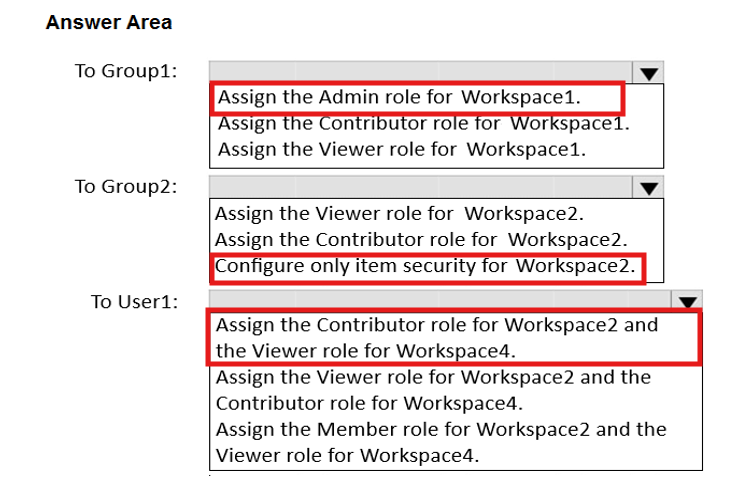 Answer Area
To Group1:
Assign the Admin role for Workspace1.
Assign the Contributor role for Workspace1.
Assign the Viewer role for Workspace1.
To Group2:
Assign the Viewer role for Workspace2.
Assign the Contributor role for Workspace2.
Configure only item security for Workspace2.
To User1:
Assign the Contributor role for Workspace2 and
the Viewer role for Workspace4.
Assign the Viewer role for Workspace2 and the
Contributor role for Workspace4.
Assign the Member role for Workspace2 and the
Viewer role for Workspace4.